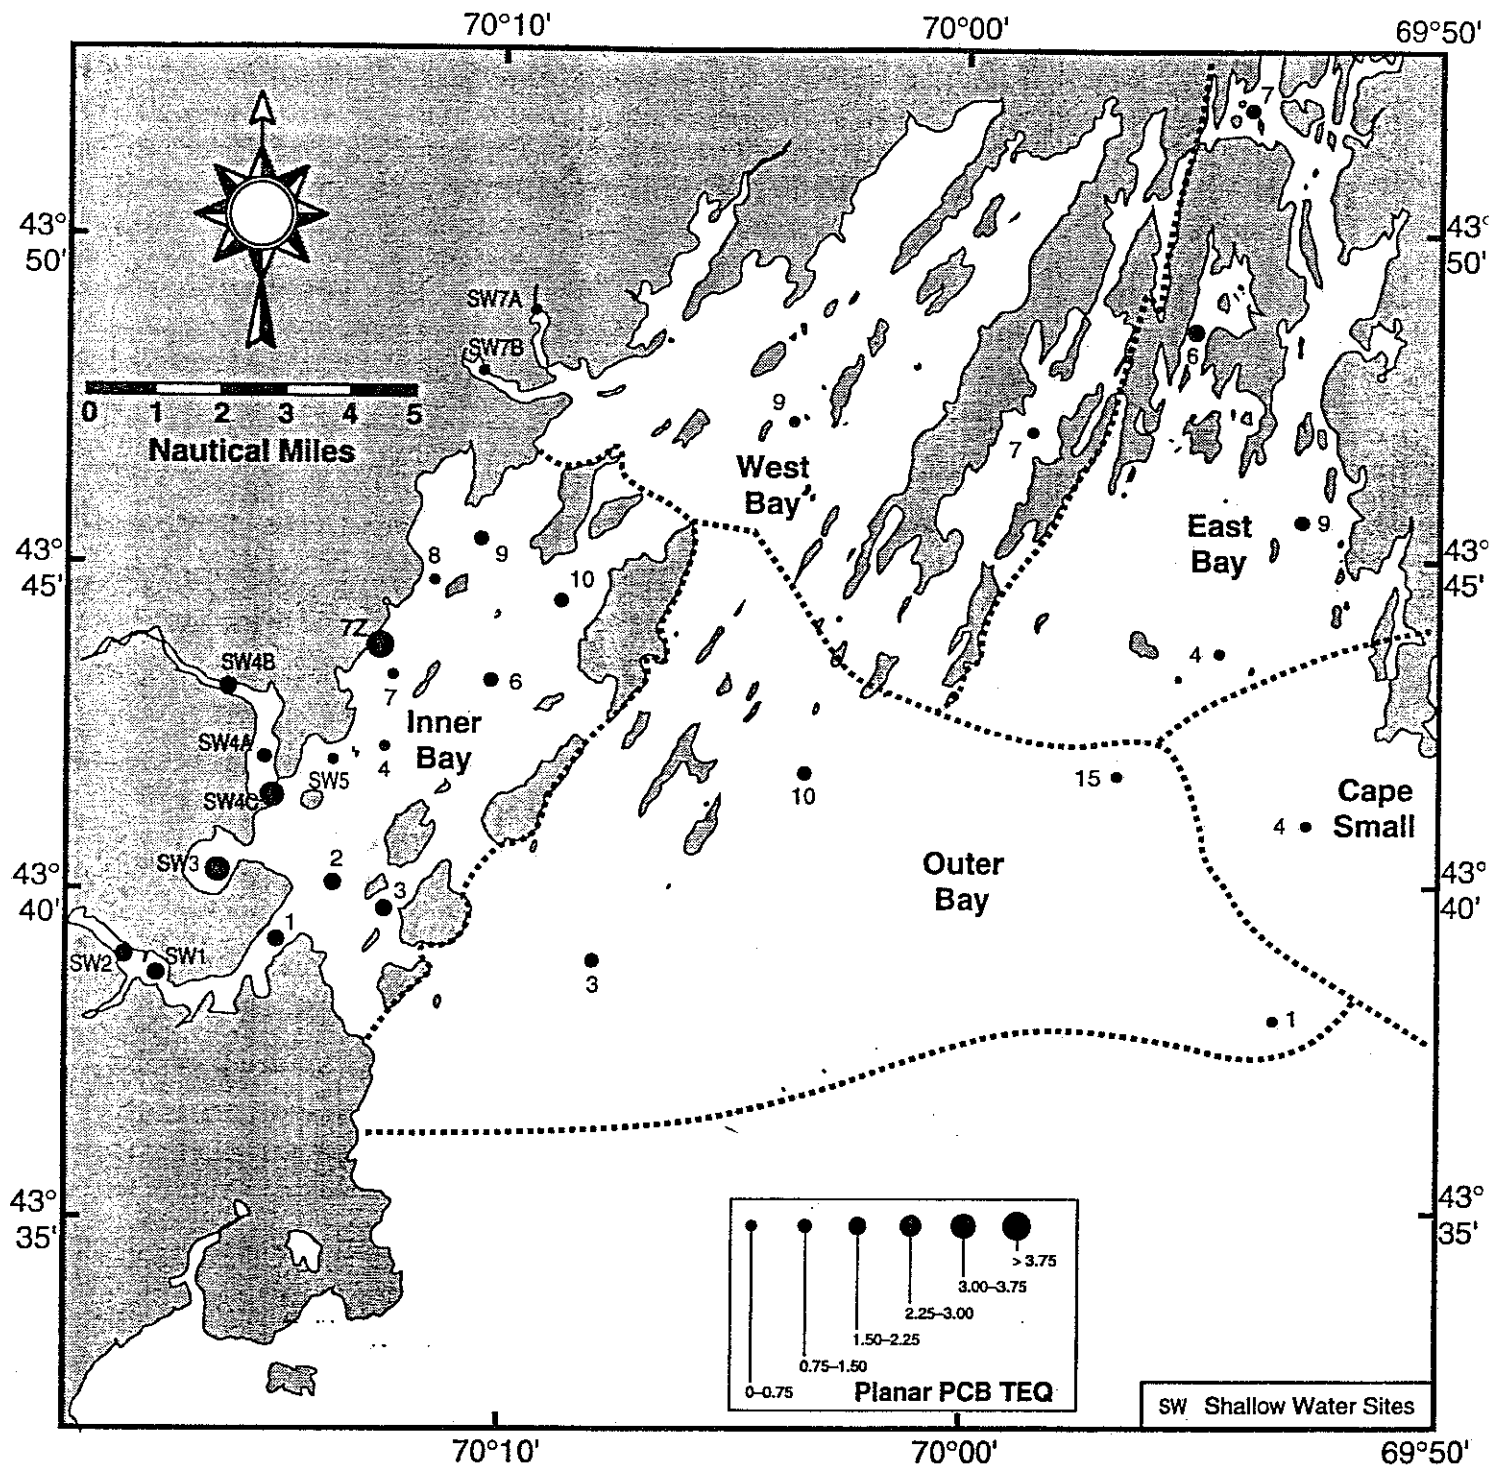 70°10'
70°00'
69°50'
7
43°
50'
43°
50'
SW7A
SW7B
6
0 1 2 3 4 5
Nautical Miles
9
4
7
West
Bay
East
Bay
9
8
9
10
43°
45'
43°
45'
7Z
SW4B
7
6
4
Inner
Bay
SW4A
4
SW5
SW4C
10
15
Cape
Small
4
SW3
2
Outer
Bay
43°
40'
43°
40'
3
1
SW2
SW1
3
1
43°
35'
43°
35'
> 3.75
3.00–3.75
2.25–3.00
1.50–2.25
0.75–1.50
0–0.75
Planar PCB TEQ
SW Shallow Water Sites
70°10'
70°00'
69°50'